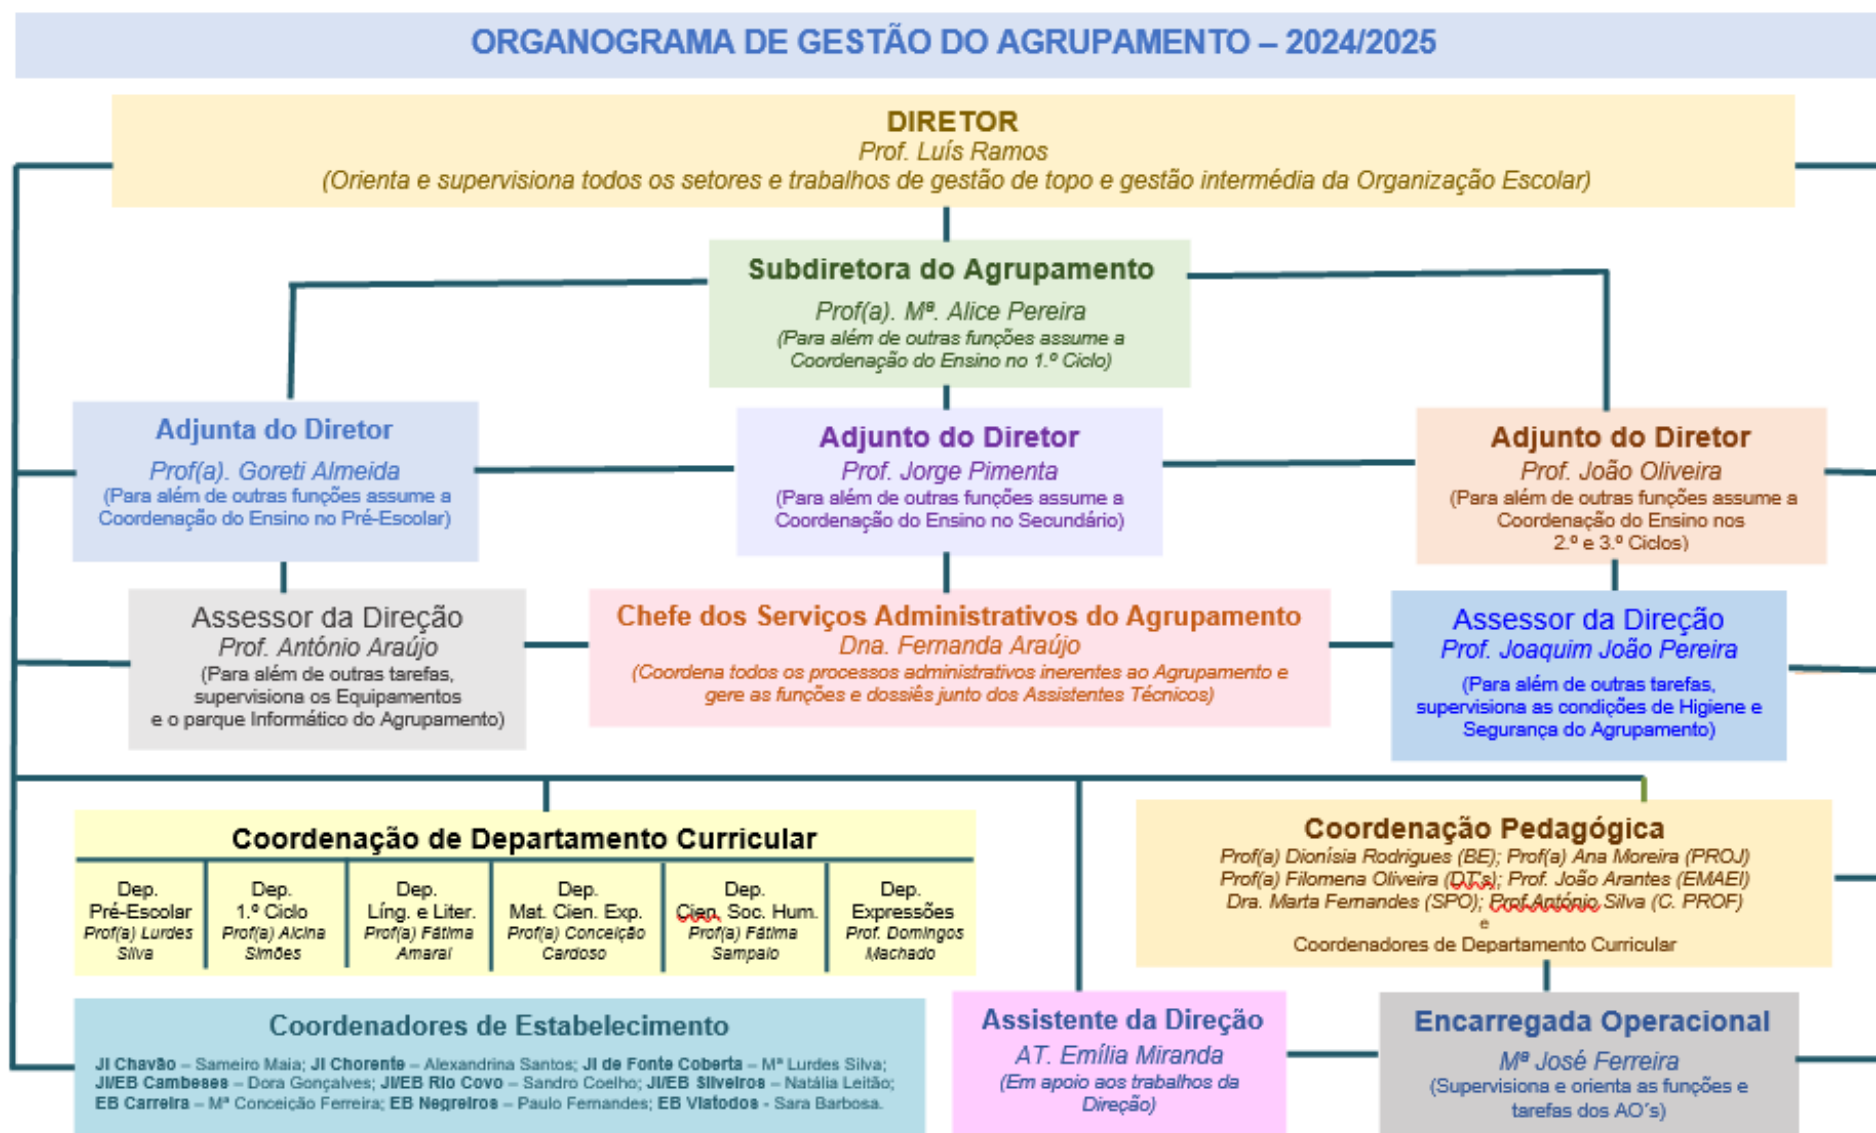 ORGANOGRAMA DE GESTÃO DO AGRUPAMENTO – 2024/2025
DIRETOR
Prof. Luís Ramos
(Orienta e supervisiona todos os setores e trabalhos de gestão de topo e gestão intermédia da Organização Escolar)
Subdiretora do Agrupamento
Prof(a). Mª. Alice Pereira
(Para além de outras funções assume a
Coordenação do Ensino no 1.º Ciclo)
Adjunta do Diretor
Prof(a). Goreti Almeida
(Para além de outras funções assume a
Coordenação do Ensino no Pré-Escolar)
Adjunto do Diretor
Prof. Jorge Pimenta
(Para além de outras funções assume a
Coordenação do Ensino no Secundário)
Adjunto do Diretor
Prof. João Oliveira
(Para além de outras funções assume a
Coordenação do Ensino nos
2.º e 3.º Ciclos)
Assessor da Direção
Prof. António Araújo
(Para além de outras tarefas,
supervisiona os Equipamentos
e o parque Informático do Agrupamento)
Chefe dos Serviços Administrativos do Agrupamento
Dna. Fernanda Araújo
(Coordena todos os processos administrativos inerentes ao Agrupamento e
gere as funções e dossiês junto dos Assistentes Técnicos)
Assessor da Direção
Prof. Joaquim João Pereira
(Para além de outras tarefas,
supervisiona as condições de Higiene e
Segurança do Agrupamento)
Coordenação de Departamento Curricular
Dep.
Pré-Escolar
Prof(a) Lurdes
Silva
Dep.
1.º Ciclo
Prof(a) Alcina
Simões
Dep.
Líng. e Liter.
Prof(a) Fátima
Amaral
Dep.
Mat. Cien. Exp.
Prof(a) Conceição
Cardoso
Dep.
Cien. Soc. Hum.
Prof(a) Fátima
Sampaio
Dep.
Expressões
Prof. Domingos
Machado
Coordenação Pedagógica
Prof(a) Dionísia Rodrigues (BE); Prof(a) Ana Moreira (PROJ)
Prof(a) Filomena Oliveira (DT's); Prof. João Arantes (EMAEI)
Dra. Marta Fernandes (SPO); Prof.António Silva (C. PROF)
e
Coordenadores de Departamento Curricular
Coordenadores de Estabelecimento
JI Chavão – Sameiro Maia; JI Chorente – Alexandrina Santos; JI de Fonte Coberta – Mª Lurdes Silva;
JI/EB Cambeses – Dora Gonçalves; JI/EB Rio Covo – Sandro Coelho; JI/EB Silveiros – Natália Leitão;
EB Carreira – Mª Conceição Ferreira; EB Negreiros – Paulo Fernandes; EB Viatodos - Sara Barbosa.
Assistente da Direção
AT. Emília Miranda
(Em apoio aos trabalhos da
Direção)
Encarregada Operacional
Mª José Ferreira
(Supervisiona e orienta as funções e
tarefas dos AO´s)